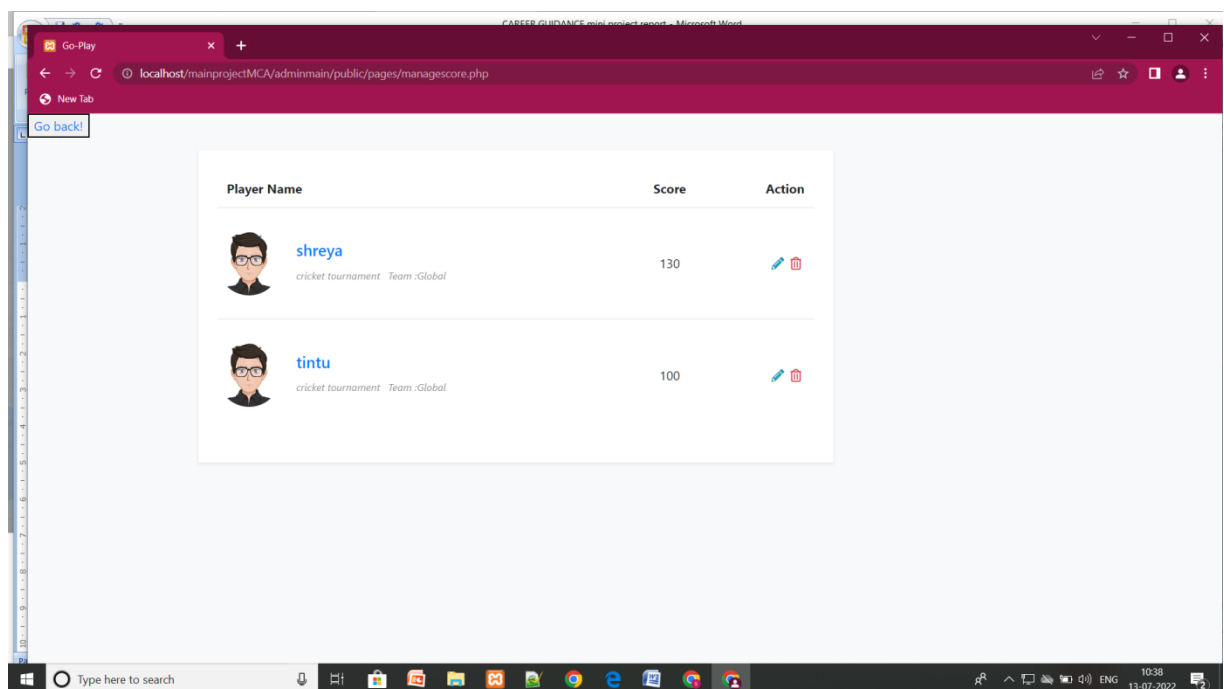 CAREER GUIDANCE mini project report - Microsoft Word
Go-Play
localhost/mainprojectMCA/adminmain/public/pages/managescore.php
New Tab
Go back!
Player Name Score Action
shreya
cricket tournament Team :Global
130
tintu
cricket tournament Team :Global
100
Type here to search
ENG
10:38
13-07-2022
2